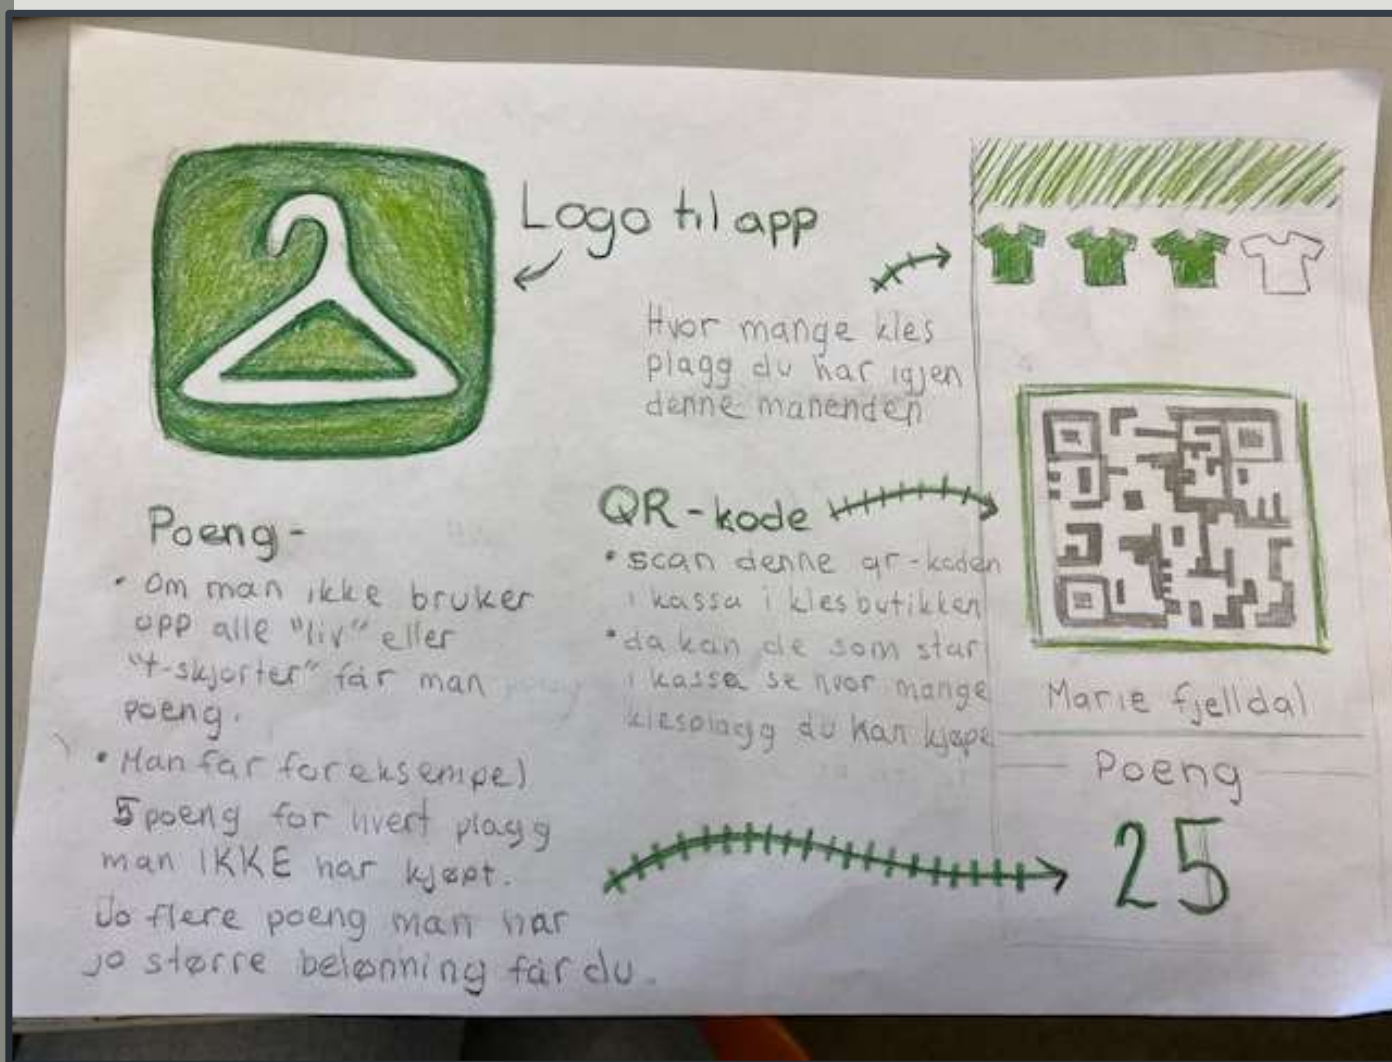 Logo til app
Hvor mange kles
plagg du har igjen
denne manenden
QR-kode
• scan denne qr-koden
i kassa i klesbutikken
• da kan de som står
i kassa se hvor mange
klesplagg du kan kjøpe
Poeng-
• Om man ikke bruker
opp alle "liv" eller
"t-skjorter" får man
poeng.
• Man får foreksempel
5 poeng for hvert plagg
man IKKE har kjøpt.
Jo flere poeng man har
jo større belønning får du.
Marie fjelldal
Poeng
25